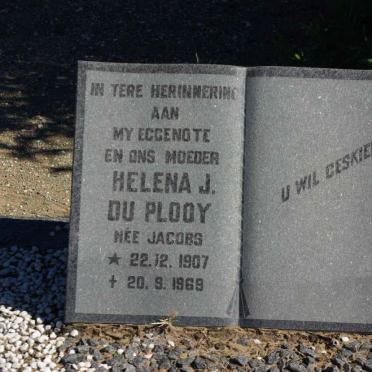 IN TERE HERINNERING
AAN
MY EGGENOTE
EN ONS MOEDER
HELENA J.
DU PLOOY
NÉE JACOBS
★ 22.12.1907
† 20.9.1969
U WIL GESKIED